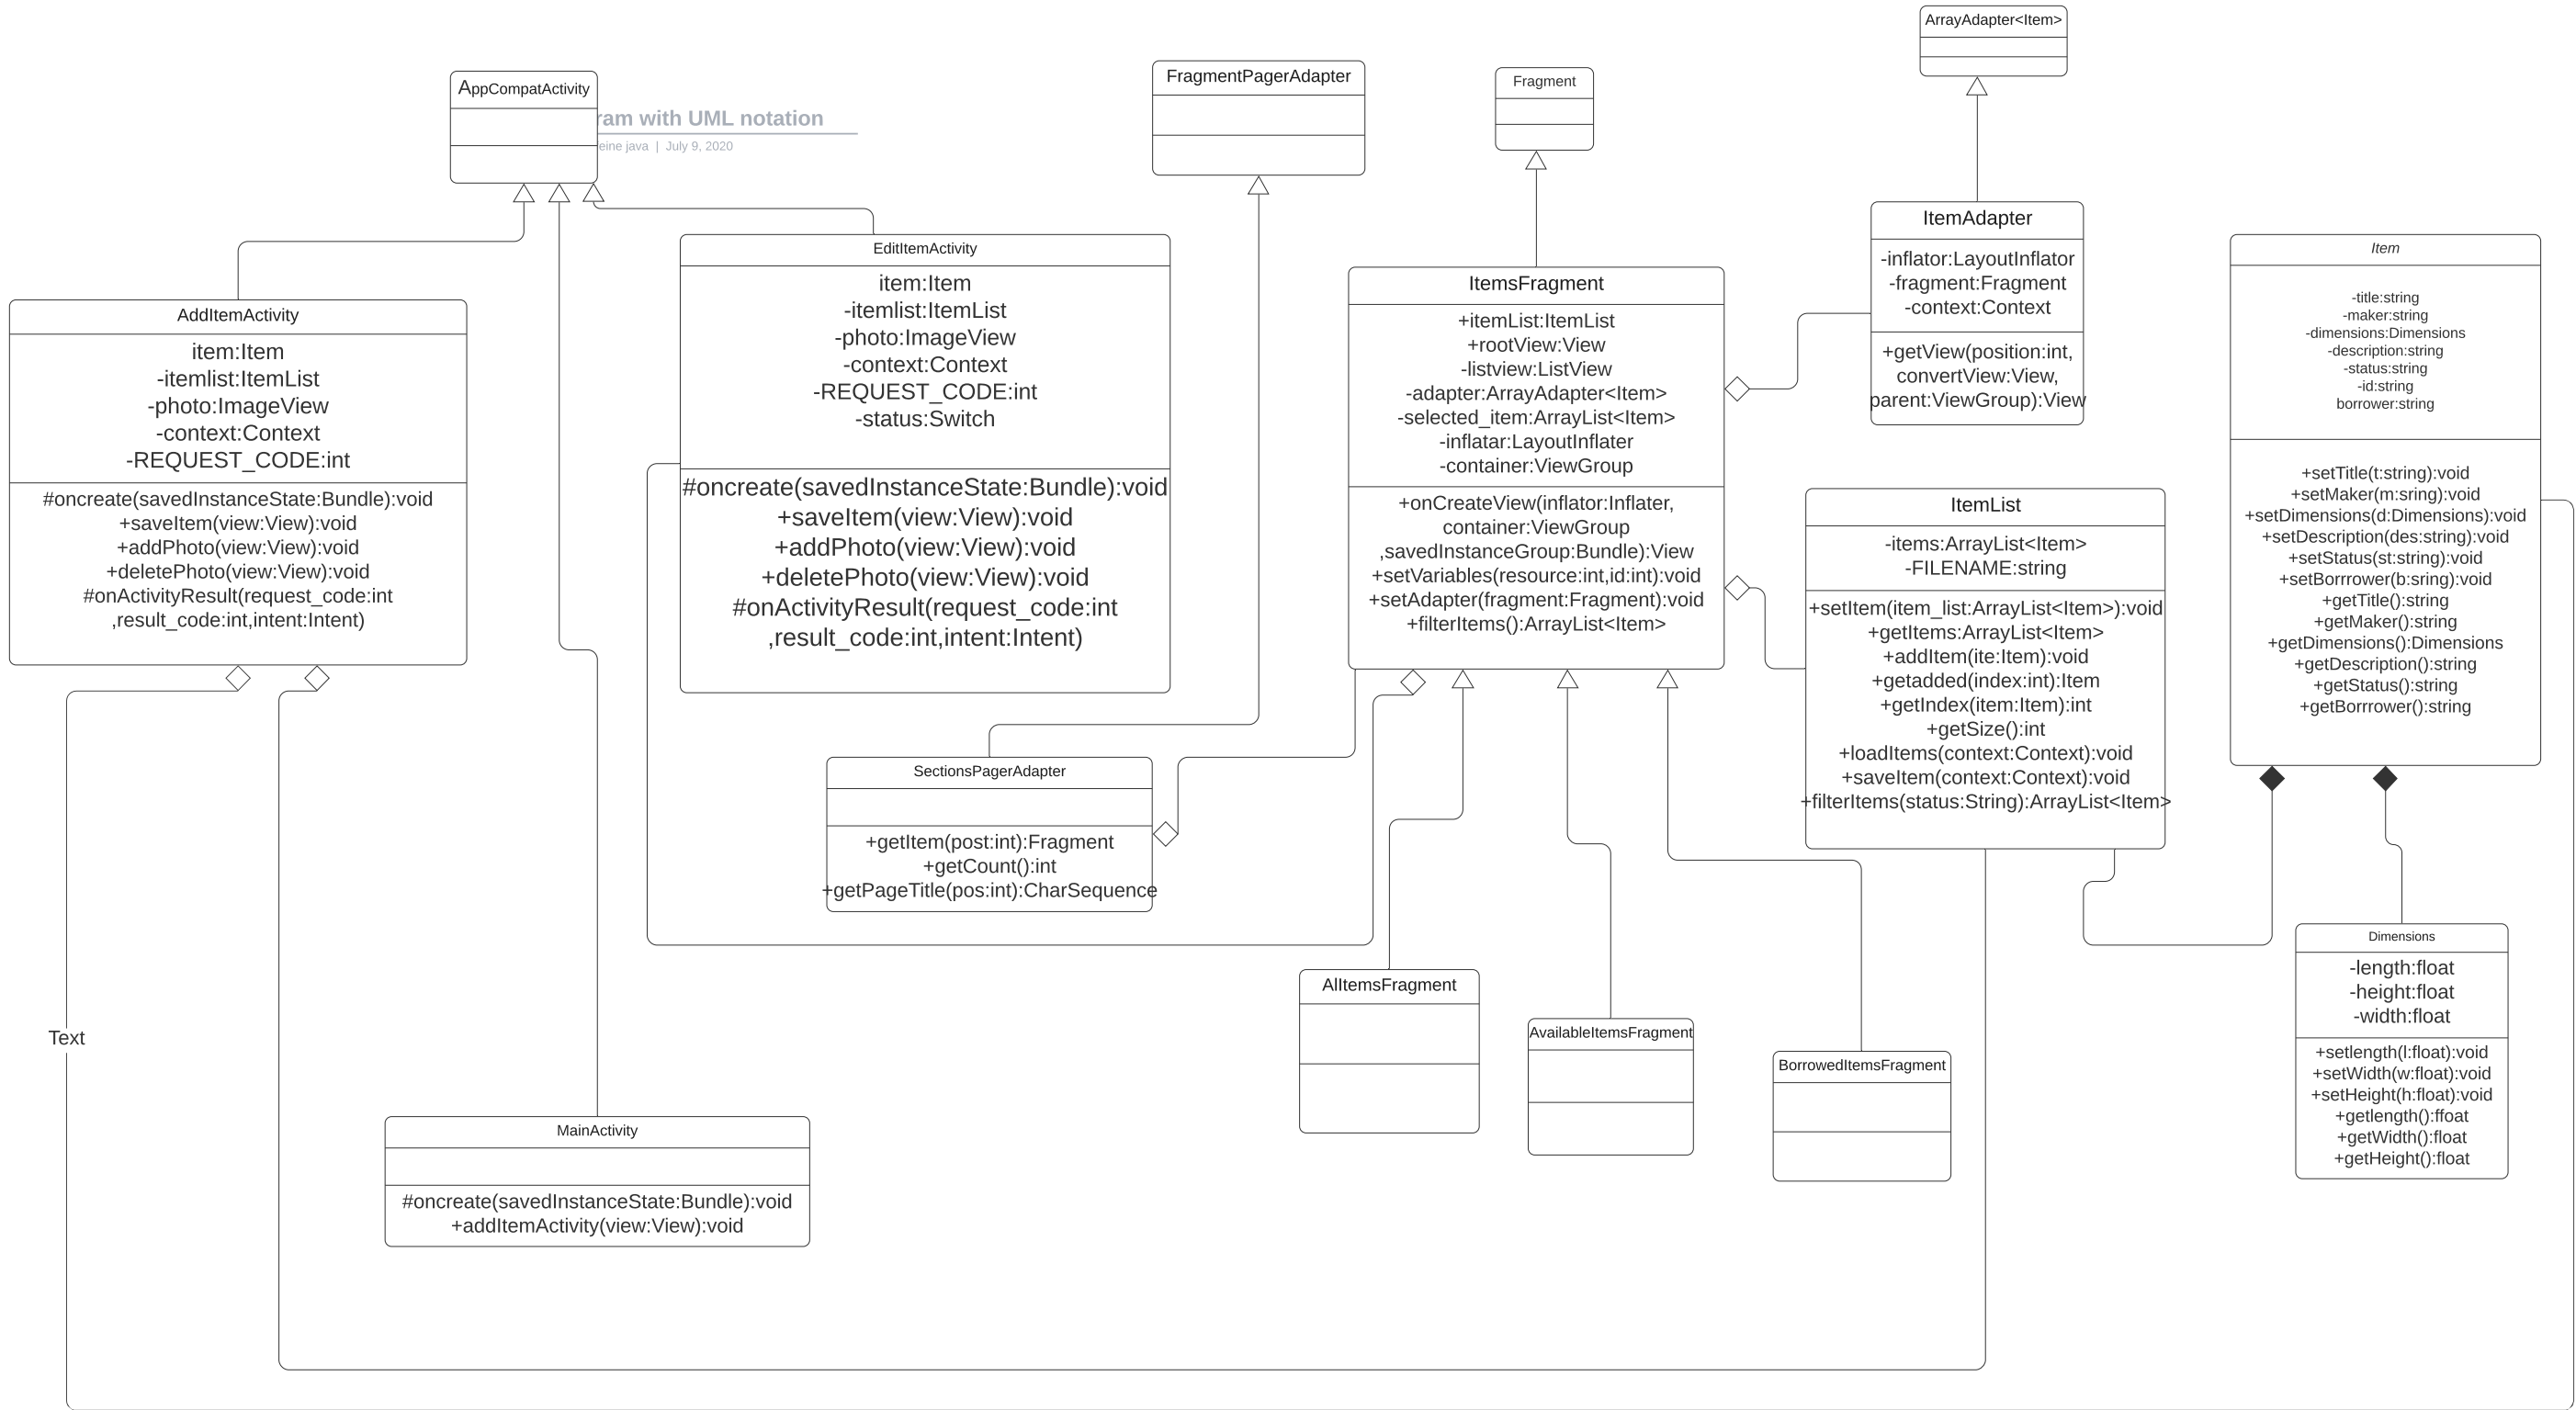 ArrayAdapter<Item>
AppCompatActivity
ram with UML notation
eine java | July 9, 2020
FragmentPagerAdapter
Fragment
AddItemActivity
item:Item
-itemlist:ItemList
-photo:ImageView
-context:Context
-REQUEST_CODE:int
#oncreate(savedInstanceState:Bundle):void
+saveItem(view:View):void
+addPhoto(view:View):void
+deletePhoto(view:View):void
#onActivityResult(request_code:int
,result_code:int,intent:Intent)
EditItemActivity
item:Item
-itemlist:ItemList
-photo:ImageView
-context:Context
-REQUEST_CODE:int
-status:Switch
#oncreate(savedInstanceState:Bundle):void
+saveItem(view:View):void
+addPhoto(view:View):void
+deletePhoto(view:View):void
#onActivityResult(request_code:int
,result_code:int,intent:Intent)
ItemsFragment
+itemList:ItemList
+rootView:View
-listview:ListView
-adapter:ArrayAdapter<Item>
-selected_item:ArrayList<Item>
-inflatar:LayoutInflater
-container:ViewGroup
+onCreateView(inflator:Inflater,
container:ViewGroup
,savedInstanceGroup:Bundle):View
+setVariables(resource:int,id:int):void
+setAdapter(fragment:Fragment):void
+filterItems():ArrayList<Item>
ItemAdapter
-inflator:LayoutInflator
-fragment:Fragment
-context:Context
+getView(position:int,
convertView:View,
parent:ViewGroup):View
ItemList
-items:ArrayList<Item>
-FILENAME:string
+setItem(item_list:ArrayList<Item>):void
+getItems:ArrayList<Item>
+addItem(ite:Item):void
+getadded(index:int):Item
+getIndex(item:Item):int
+getSize():int
+loadItems(context:Context):void
+saveItem(context:Context):void
+filterItems(status:String):ArrayList<Item>
Item
-title:string
-maker:string
-dimensions:Dimensions
-description:string
-status:string
-id:string
borrower:string
+setTitle(t:string):void
+setMaker(m:sring):void
+setDimensions(d:Dimensions):void
+setDescription(des:string):void
+setStatus(st:string):void
+setBorrrower(b:sring):void
+getTitle():string
+getMaker():string
+getDimensions():Dimensions
+getDescription():string
+getStatus():string
+getBorrrower():string
SectionsPagerAdapter
+getItem(post:int):Fragment
+getCount():int
+getPageTitle(pos:int):CharSequence
AlItemsFragment
AvailableItemsFragment
BorrowedItemsFragment
Dimensions
-length:float
-height:float
-width:float
+setlength(l:float):void
+setWidth(w:float):void
+setHeight(h:float):void
+getlength():ffoat
+getWidth():float
+getHeight():float
Text
MainActivity
#oncreate(savedInstanceState:Bundle):void
+addItemActivity(view:View):void